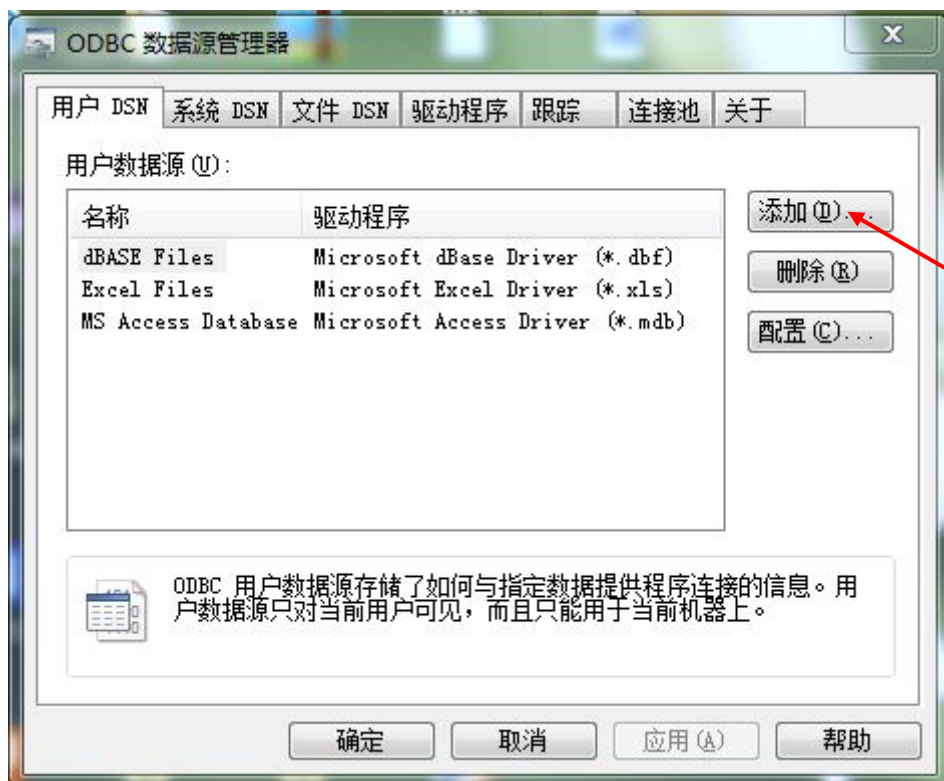 ODBC 数据源管理器
用户 DSN 系统 DSN 文件 DSN 驱动程序 跟踪 连接池 关于
用户数据源(U):
名称 驱动程序
dBASE Files Microsoft dBase Driver (*.dbf)
Excel Files Microsoft Excel Driver (*.xls)
MS Access Database Microsoft Access Driver (*.mdb)
添加(D)...
删除(R)
配置(C)...
ODBC 用户数据源存储了如何与指定数据提供程序连接的信息。用
户数据源只对当前用户可见，而且只能用于当前机器上。
确定 取消 应用(A) 帮助